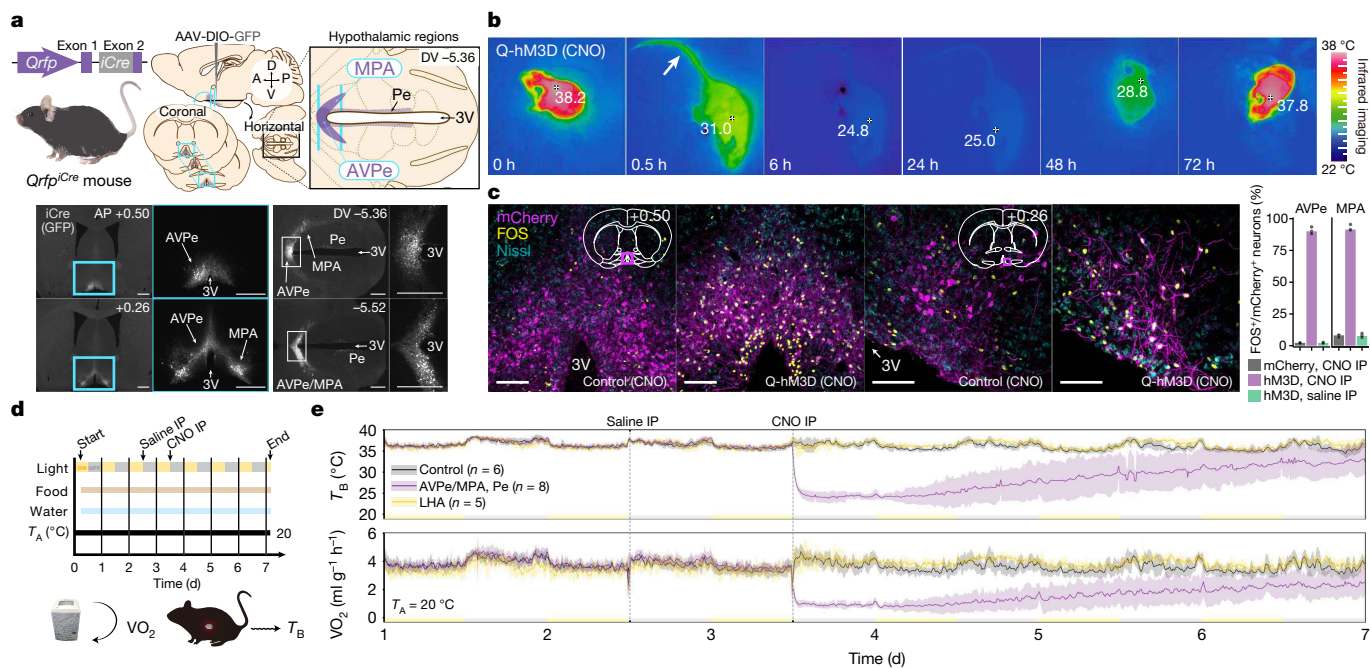 a
Exon 1 Exon 2
Qrfp iCre
QrfpiCre mouse
AAV-DIO-GFP
D
A P
V
Coronal
Horizontal
Hypothalamic regions
DV −5.36
MPA
Pe
3V
AVPe
iCre
(GFP)
AP +0.50
AVPe
3V
DV −5.36
Pe
3V
MPA
AVPe
3V
+0.26
AVPe
MPA
3V
−5.52
3V
Pe
AVPe/MPA
3V
b
Q-hM3D (CNO)
38.2
0 h
31.0
0.5 h
24.8
6 h
25.0
24 h
28.8
48 h
37.8
72 h
38 °C
22 °C
Infrared imaging
c
mCherry
FOS
Nissl
+0.50
3V
Control (CNO)
Q-hM3D (CNO)
+0.26
3V
Control (CNO)
Q-hM3D (CNO)
FOS+/mCherry+ neurons (%)
AVPe MPA
100
75
50
25
0
mCherry, CNO IP
hM3D, CNO IP
hM3D, saline IP
d
Start
Saline IP
CNO IP
End
Light
ON OFF
Food
Water
TA (°C)
20
0 1 2 3 4 5 6 7
Time (d)
VO2
TB
e
Saline IP
CNO IP
TB (°C)
40
35
30
25
20
Control (n = 6)
AVPe/MPA, Pe (n = 8)
LHA (n = 5)
VO2 (ml g−1 h−1)
6
4
2
0
TA = 20 °C
1 2 3 4 5 6 7
Time (d)